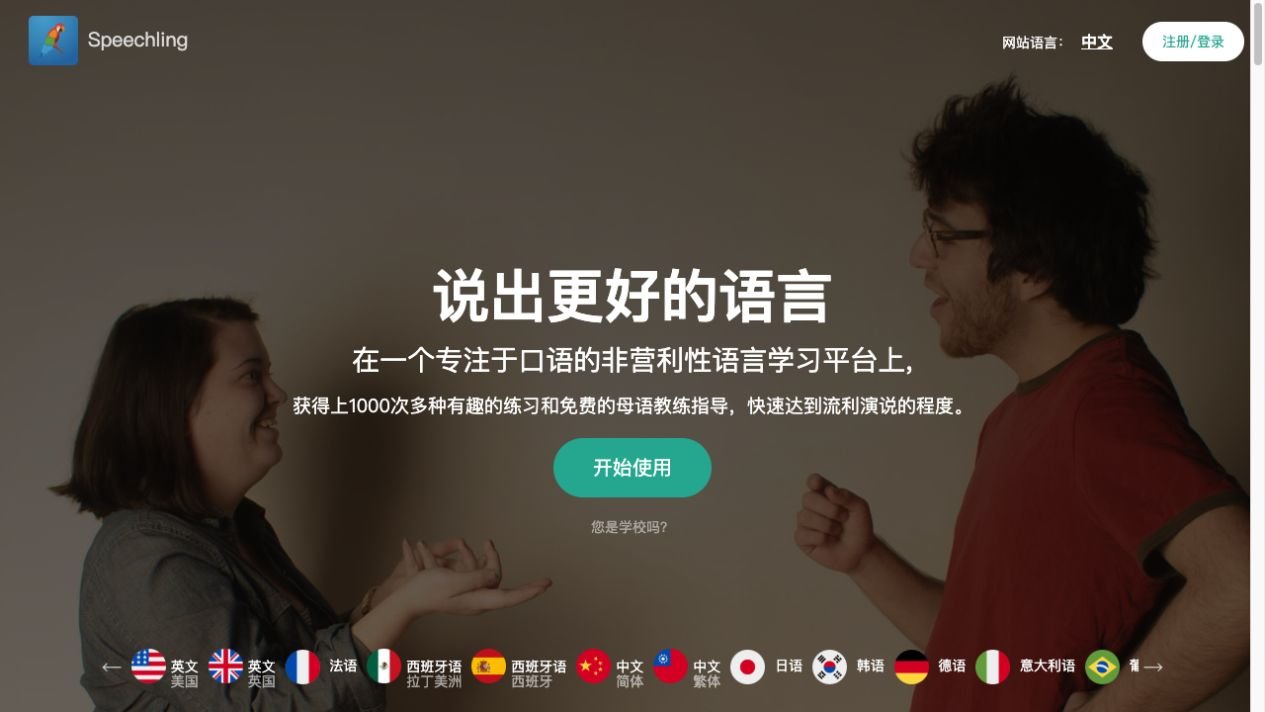 Speechling
网站语言： 中文 注册/登录
说出更好的语言
在一个专注于口语的非营利性语言学习平台上,
获得上1000次多种有趣的练习和免费的母语教练指导，快速达到流利演说的程度。
开始使用
您是学校吗?
英文
美国
英文
英国
法语
西班牙语
拉丁美洲
西班牙语
西班牙
中文
简体
中文
繁体
日语
韩语
德语
意大利语